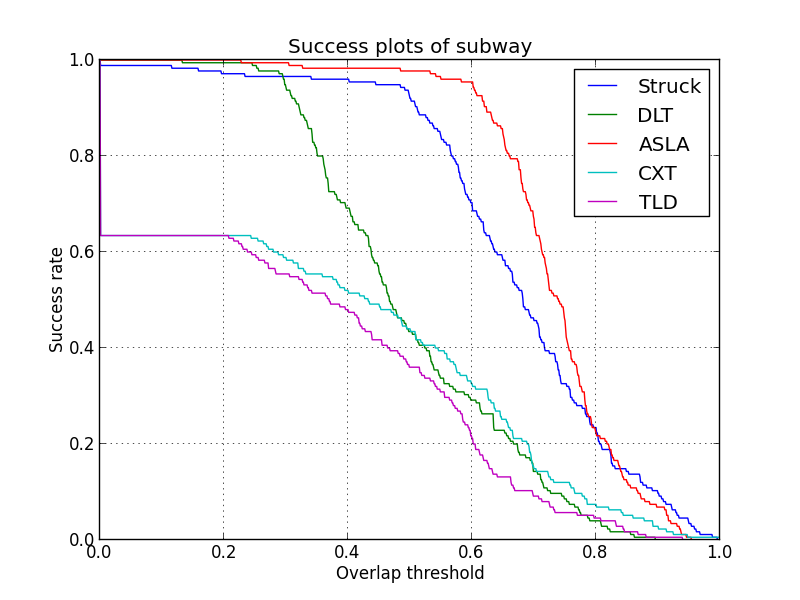 Success plots of subway
1.0
0.8
0.6
0.4
0.2
0.0
Success rate
Struck
DLT
ASLA
CXT
TLD
0.0 0.2 0.4 0.6 0.8 1.0
Overlap threshold